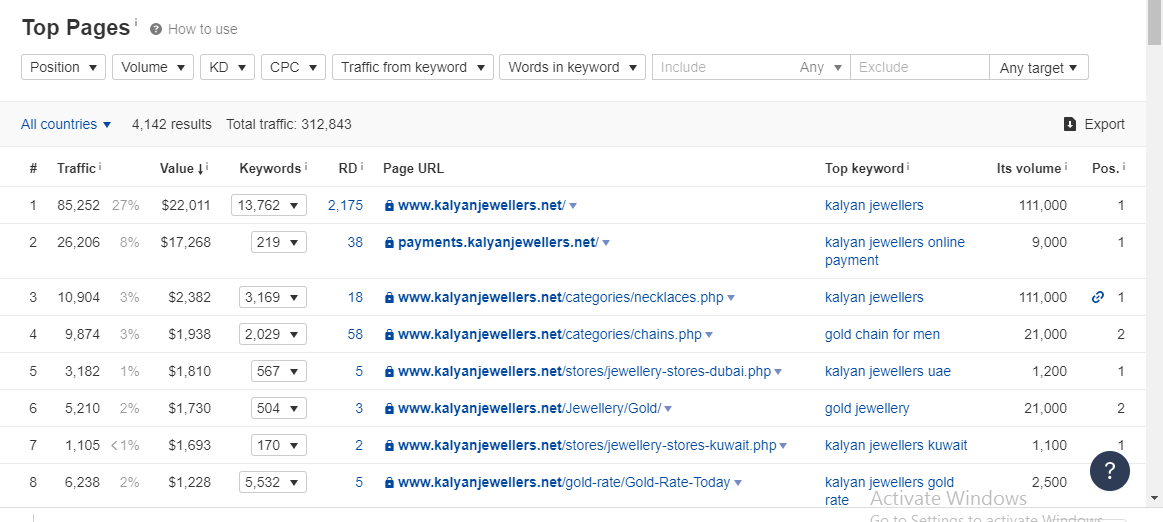 Top Pages i ? How to use
Position ▼ Volume ▼ KD ▼ CPC ▼ Traffic from keyword ▼ Words in keyword ▼ Include Any ▼ Exclude Any target ▼
All countries ▼ 4,142 results Total traffic: 312,843 Export
# Traffic i Value ↓ i Keywords i RD i Page URL Top keyword i Its volume i Pos. i
1 85,252 27% $22,011 13,762 ▼ 2,175 www.kalyanjewellers.net/ ▼ kalyan jewellers 111,000 1
2 26,206 8% $17,268 219 ▼ 38 payments.kalyanjewellers.net/ ▼ kalyan jewellers online 9,000 1
payment
3 10,904 3% $2,382 3,169 ▼ 18 www.kalyanjewellers.net/categories/necklaces.php ▼ kalyan jewellers 111,000 1
4 9,874 3% $1,938 2,029 ▼ 58 www.kalyanjewellers.net/categories/chains.php ▼ gold chain for men 21,000 2
5 3,182 1% $1,810 567 ▼ 5 www.kalyanjewellers.net/stores/jewellery-stores-dubai.php ▼ kalyan jewellers uae 1,200 1
6 5,210 2% $1,730 504 ▼ 3 www.kalyanjewellers.net/Jewellery/Gold/ ▼ gold jewellery 21,000 2
7 1,105 <1% $1,693 170 ▼ 2 www.kalyanjewellers.net/stores/jewellery-stores-kuwait.php ▼ kalyan jewellers kuwait 1,100 1
8 6,238 2% $1,228 5,532 ▼ 5 www.kalyanjewellers.net/gold-rate/Gold-Rate-Today ▼ kalyan jewellers gold 2,500
rate
?
Activate Windows
Go to Settings to activate Windows.